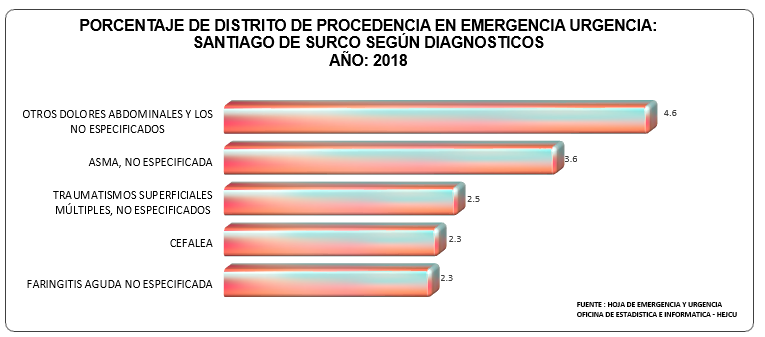 PORCENTAJE DE DISTRITO DE PROCEDENCIA EN EMERGENCIA URGENCIA:
SANTIAGO DE SURCO SEGÚN DIAGNOSTICOS
AÑO: 2018
OTROS DOLORES ABDOMINALES Y LOS
NO ESPECIFICADOS
4.6
ASMA, NO ESPECIFICADA
3.6
TRAUMATISMOS SUPERFICIALES
MÚLTIPLES, NO ESPECIFICADOS
2.5
CEFALEA
2.3
FARINGITIS AGUDA NO ESPECIFICADA
2.3
FUENTE : HOJA DE EMERGENCIA Y URGENCIA
OFICINA DE ESTADISTICA E INFORMATICA - HEJCU